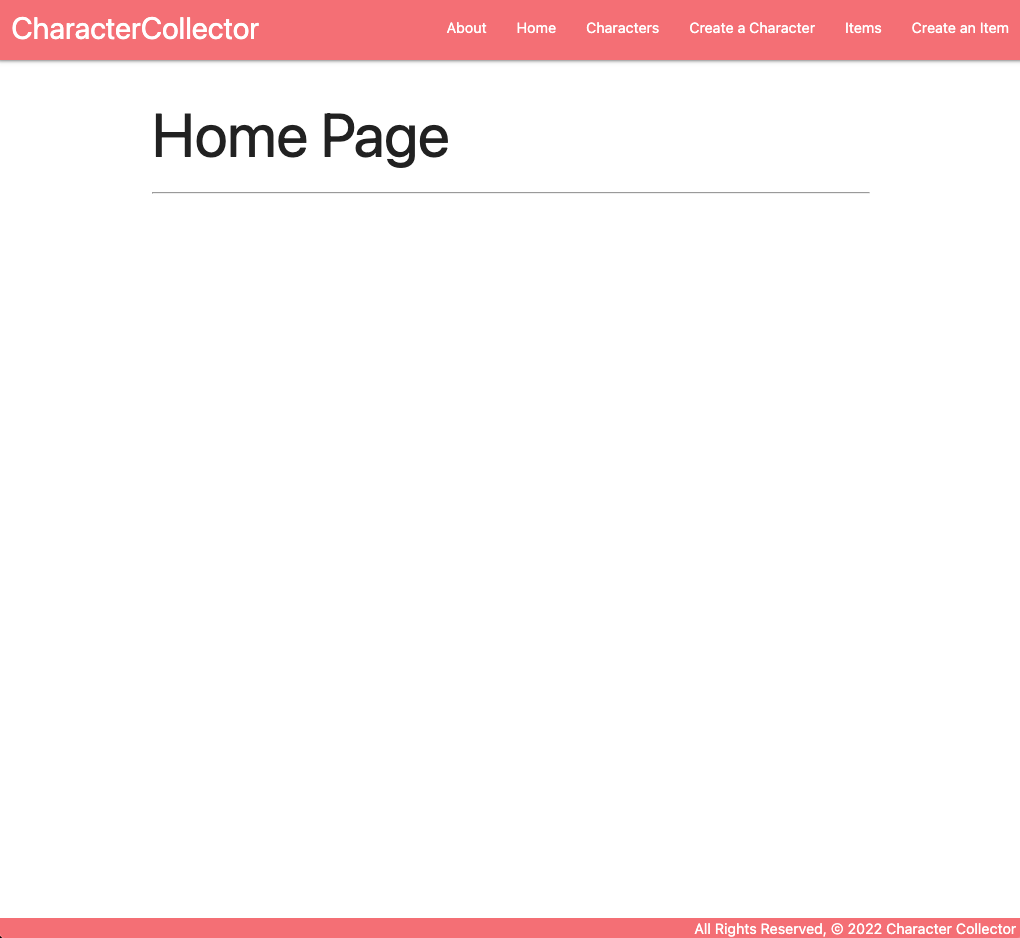 CharacterCollector About Home Characters Create a Character Items Create an Item
Home Page
All Rights Reserved, © 2022 Character Collector